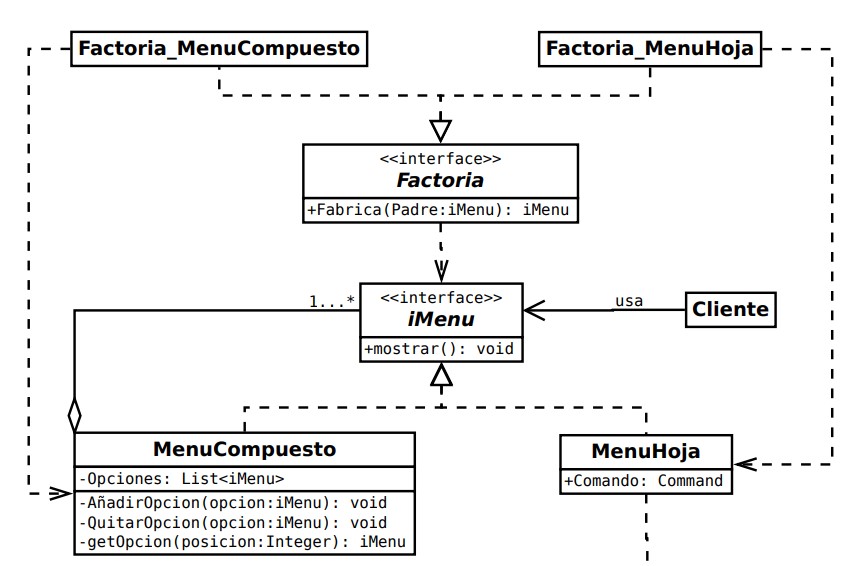 Factoria_MenuCompuesto
Factoria_MenuHoja
<<interface>>
Factoria
+Fabrica(Padre:iMenu): iMenu
1...*
<<interface>>
iMenu
+mostrar(): void
usa
Cliente
MenuCompuesto
-Opciones: List<iMenu>
-AñadirOpcion(opcion:iMenu): void
-QuitarOpcion(opcion:iMenu): void
-getOpcion(posicion:Integer): iMenu
MenuHoja
+Comando: Command